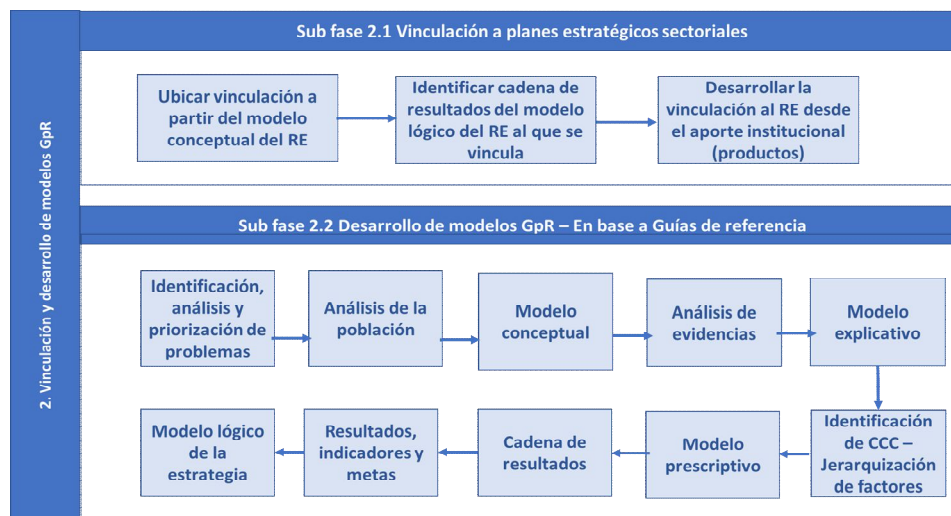 2. Vinculación y desarrollo de modelos GpR
Sub fase 2.1 Vinculación a planes estratégicos sectoriales
Ubicar vinculación a
partir del modelo
conceptual del RE
Identificar cadena de
resultados del modelo
lógico del RE al que se
vincula
Desarrollar la
vinculación al RE desde
el aporte institucional
(productos)
Sub fase 2.2 Desarrollo de modelos GpR – En base a Guías de referencia
Identificación,
análisis y
priorización de
problemas
Análisis de la
población
Modelo
conceptual
Análisis de
evidencias
Modelo
explicativo
Identificación
de CCC –
Jerarquización
de factores
Modelo
prescriptivo
Cadena de
resultados
Resultados,
indicadores y
metas
Modelo lógico
de la
estrategia